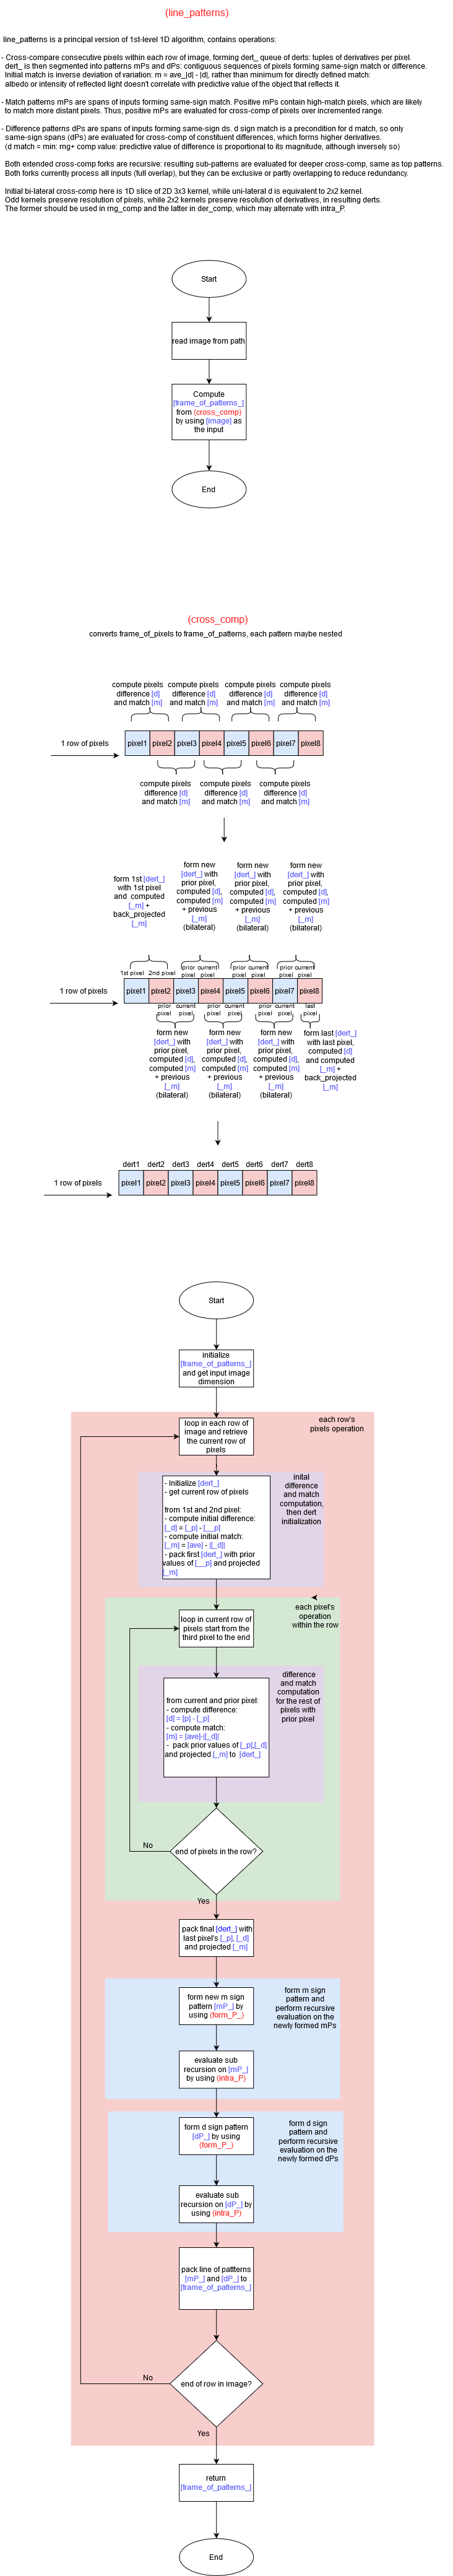 (line_patterns)
line_patterns is a principal version of 1st-level 1D algorithm, contains operations:
- Cross-compare consecutive pixels within each row of image, forming dert_ queue of derts: tuples of derivatives per pixel.
dert_ is then segmented into patterns mPs and dPs: contiguous sequences of pixels forming same-sign match or difference.
Initial match is inverse deviation of variation: m = ave_|d| - |d|, rather than minimum for directly defined match:
albedo or intensity of reflected light doesn't correlate with predictive value of the object that reflects it.
- Match patterns mPs are spans of inputs forming same-sign match. Positive mPs contain high-match pixels, which are likely
to match more distant pixels. Thus, positive mPs are evaluated for cross-comp of pixels over incremented range.
- Difference patterns dPs are spans of inputs forming same-sign ds. d sign match is a precondition for d match, so only
same-sign spans (dPs) are evaluated for cross-comp of constituent differences, which forms higher derivatives.
(d match = min: rng+ comp value: predictive value of difference is proportional to its magnitude, although inversely so)
Both extended cross-comp forks are recursive: resulting sub-patterns are evaluated for deeper cross-comp, same as top patterns.
Both forks currently process all inputs (full overlap), but they can be exclusive or partly overlapping to reduce redundancy.
Initial bi-lateral cross-comp here is 1D slice of 2D 3x3 kernel, while uni-lateral d is equivalent to 2x2 kernel.
Odd kernels preserve resolution of pixels, while 2x2 kernels preserve resolution of derivatives, in resulting derts.
The former should be used in rng_comp and the latter in der_comp, which may alternate with intra_P.
Start
read image from path
Compute
[frame_of_patterns_]
from (cross_comp)
by using [image] as
the input
End
(cross_comp)
converts frame_of_pixels to frame_of_patterns, each pattern maybe nested
compute pixels
difference [d]
and match [m]
compute pixels
difference [d]
and match [m]
compute pixels
difference [d]
and match [m]
compute pixels
difference [d]
and match [m]
1 row of pixels
pixel1 pixel2 pixel3 pixel4 pixel5 pixel6 pixel7 pixel8
compute pixels
difference [d]
and match [m]
compute pixels
difference [d]
and match [m]
compute pixels
difference [d]
and match [m]
form 1st [dert_]
with 1st pixel
and computed
[_m] +
back_projected
[_m]
form new
[dert_] with
prior pixel,
computed [d],
computed [m]
+ previous
[_m]
(bilateral)
form new
[dert_] with
prior pixel,
computed [d],
computed [m]
+ previous
[_m]
(bilateral)
form new
[dert_] with
prior pixel,
computed [d],
computed [m]
+ previous
[_m]
(bilateral)
1st pixel 2nd pixel
prior pixel current pixel
prior pixel current pixel
prior pixel current pixel
1 row of pixels
pixel1 pixel2 pixel3 pixel4 pixel5 pixel6 pixel7 pixel8
prior pixel current pixel
prior pixel current pixel
prior pixel current pixel
last pixel
form new
[dert_] with
prior pixel,
computed [d],
computed [m]
+ previous
[_m]
(bilateral)
form new
[dert_] with
prior pixel,
computed [d],
computed [m]
+ previous
[_m]
(bilateral)
form new
[dert_] with
prior pixel,
computed [d],
computed [m]
+ previous
[_m]
(bilateral)
form last [dert_]
with last pixel,
computed [d]
and computed
[_m] +
back_projected
[_m]
dert1 dert2 dert3 dert4 dert5 dert6 dert7 dert8
1 row of pixels
pixel1 pixel2 pixel3 pixel4 pixel5 pixel6 pixel7 pixel8
Start
initialize
[frame_of_patterns_]
and get input image
dimension
each row's
pixels operation
loop in each row of
image and retrieve
the current row of
pixels
inital
difference
and match
computation,
then dert
initialization
- Initialize [dert_]
- get current row of pixels
from 1st and 2nd pixel:
- compute initial difference:
[_d] = [_p] - [__p]
- compute initial match:
[_m] = [ave] - |[_d]|
- pack first [dert_] with prior
values of [__p] and projected
[_m]
each pixel's
operation
within the row
loop in current row of
pixels start from the
third pixel to the end
difference
and match
computation
for the rest of
pixels with
prior pixel
from current and prior pixel:
- compute difference:
[d] = [p] - [_p]
- compute match:
[m] = [ave]-|[_d]|
- pack prior values of [_p],[_d]
and projected [_m] to [dert_]
end of pixels in the row?
No
Yes
pack final [dert_] with
last pixel's [_p], [_d]
and projected [_m]
form new m sign
pattern [mP_] by
using (form_P_)
form m sign
pattern and
perform recursive
evaluation on the
newly formed mPs
evaluate sub
recursion on [mP_]
by using (intra_P)
form d sign pattern
[dP_] by using
(form_P_)
form d sign
pattern and
perform recursive
evaluation on the
newly formed dPs
evaluate sub
recursion on [dP_] by
using (intra_P)
pack line of pattterns
[mP_] and [dP_] to
[frame_of_patterns_]
end of row in image?
No
Yes
return
[frame_of_patterns_]
End